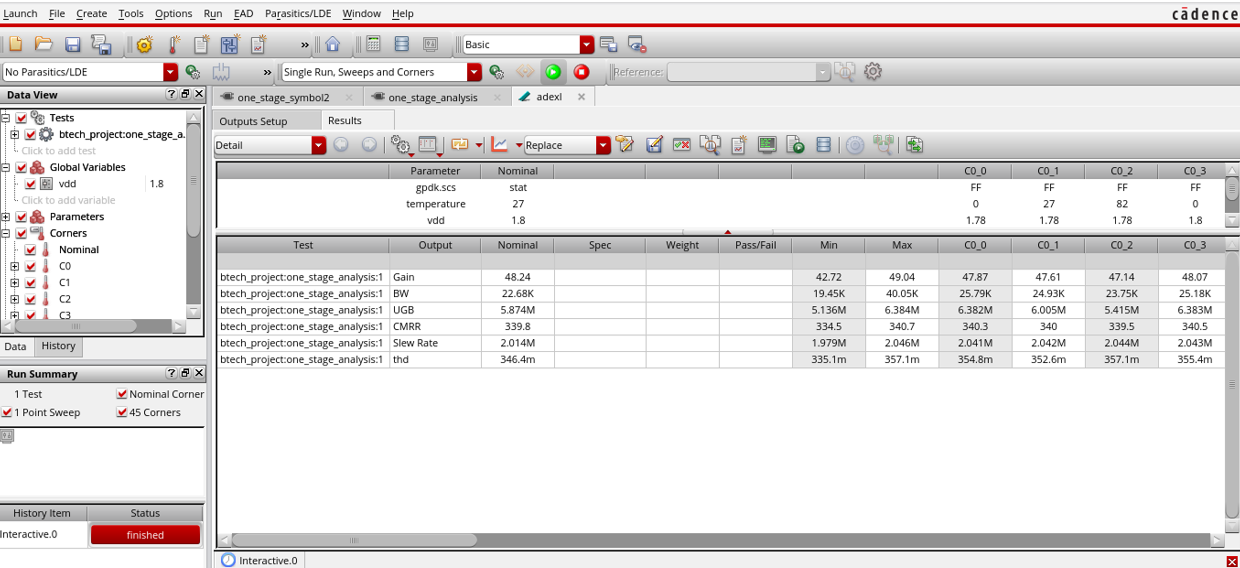 Launch File Create Tools Options Run EAD Parasitics/LDE Window Help cādence
» Basic
No Parasitics/LDE » Single Run, Sweeps and Corners Reference:
Data View ?
one_stage_symbol2 one_stage_analysis adexl
Tests
btech_project:one_stage_a.
Click to add test
Global Variables
vdd 1.8
Click to add variable
Parameters
Corners
Nominal
C0
C1
C2
C3
Data History
Run Summary ?
1 Test Nominal Corner
1 Point Sweep 45 Corners
History Item Status
Interactive.0 finished
Outputs Setup Results
Detail Replace
Parameter Nominal C0_0 C0_1 C0_2 C0_3
gpdk.scs stat FF FF FF FF
temperature 27 0 27 82 0
vdd 1.8 1.78 1.78 1.78 1.8
Test Output Nominal Spec Weight Pass/Fail Min Max C0_0 C0_1 C0_2 C0_3
btech_project:one_stage_analysis:1 Gain 48.24 42.72 49.04 47.87 47.61 47.14 48.07
btech_project:one_stage_analysis:1 BW 22.68K 19.45K 40.05K 25.79K 24.93K 23.75K 25.18K
btech_project:one_stage_analysis:1 UGB 5.874M 5.136M 6.384M 6.382M 6.005M 5.415M 6.383M
btech_project:one_stage_analysis:1 CMRR 339.8 334.5 340.7 340.3 340 339.5 340.5
btech_project:one_stage_analysis:1 Slew Rate 2.014M 1.979M 2.046M 2.041M 2.042M 2.044M 2.043M
btech_project:one_stage_analysis:1 thd 346.4m 335.1m 357.1m 354.8m 352.6m 357.1m 355.4m
Interactive.0